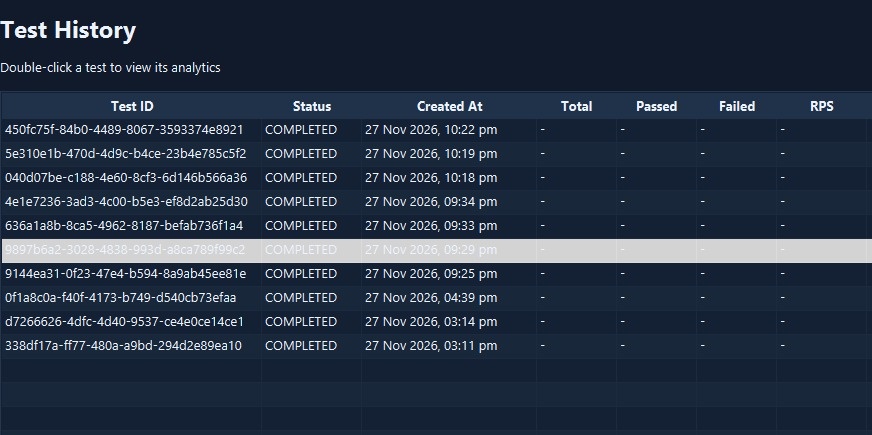 Test History
Double-click a test to view its analytics
Test ID Status Created At Total Passed Failed RPS
450fc75f-84b0-4489-8067-3593374e8921 COMPLETED 27 Nov 2026, 10:22 pm - - - -
5e310e1b-470d-4d9c-b4ce-23b4e785c5f2 COMPLETED 27 Nov 2026, 10:19 pm - - - -
040d07be-c188-4e60-8cf3-6d146b566a36 COMPLETED 27 Nov 2026, 10:18 pm - - - -
4e1e7236-3ad3-4c00-b5e3-ef8d2ab25d30 COMPLETED 27 Nov 2026, 09:34 pm - - - -
636a1a8b-8ca5-4962-8187-befab736f1a4 COMPLETED 27 Nov 2026, 09:33 pm - - - -
9897b6a2-3028-4838-993d-a8ca789f99c2 COMPLETED 27 Nov 2026, 09:29 pm - - - -
9144ea31-0f23-47e4-b594-8a9ab45ee81e COMPLETED 27 Nov 2026, 09:25 pm - - - -
0f1a8c0a-f40f-4173-b749-d540cb73efaa COMPLETED 27 Nov 2026, 04:39 pm - - - -
d7266626-4dfc-4d40-9537-ce4e0ce14ce1 COMPLETED 27 Nov 2026, 03:14 pm - - - -
338df17a-ff77-480a-a9bd-294d2e89ea10 COMPLETED 27 Nov 2026, 03:11 pm - - - -